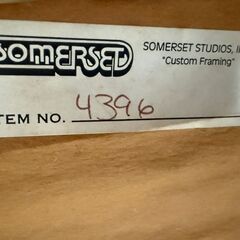 SOMERSET
SOMERSET STUDIOS,
"Custom Framing"
TEM NO. 4396